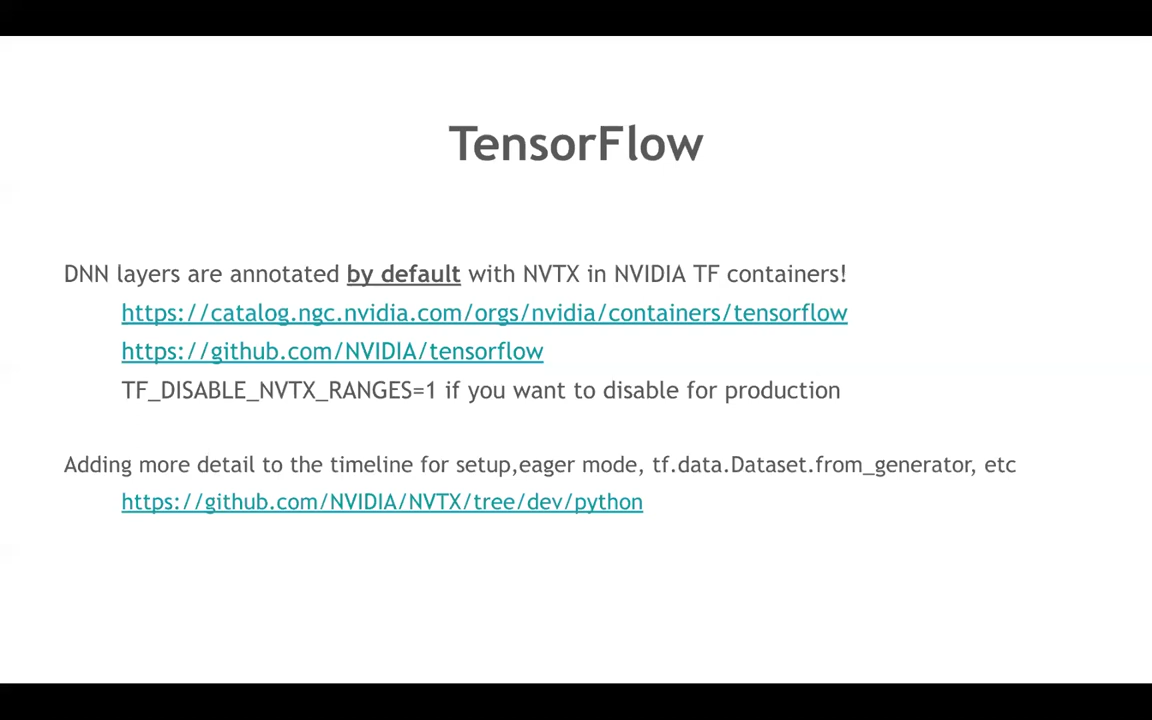 TensorFlow
DNN layers are annotated by default with NVTX in NVIDIA TF containers!
https://catalog.ngc.nvidia.com/orgs/nvidia/containers/tensorflow
https://github.com/NVIDIA/tensorflow
TF_DISABLE_NVTX_RANGES=1 if you want to disable for production
Adding more detail to the timeline for setup,eager mode, tf.data.Dataset.from_generator, etc
https://github.com/NVIDIA/NVTX/tree/dev/python